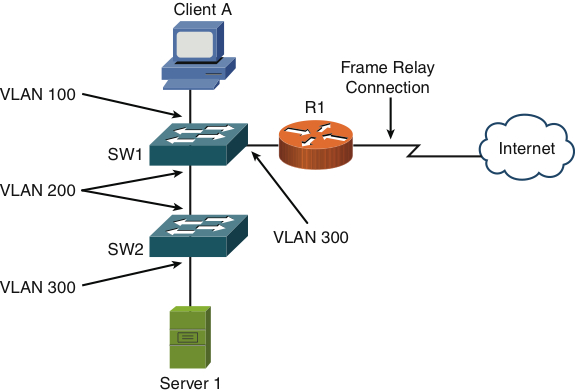 Client A
Frame Relay
Connection
VLAN 100
R1
Internet
SW1
VLAN 200
VLAN 300
SW2
VLAN 300
Server 1